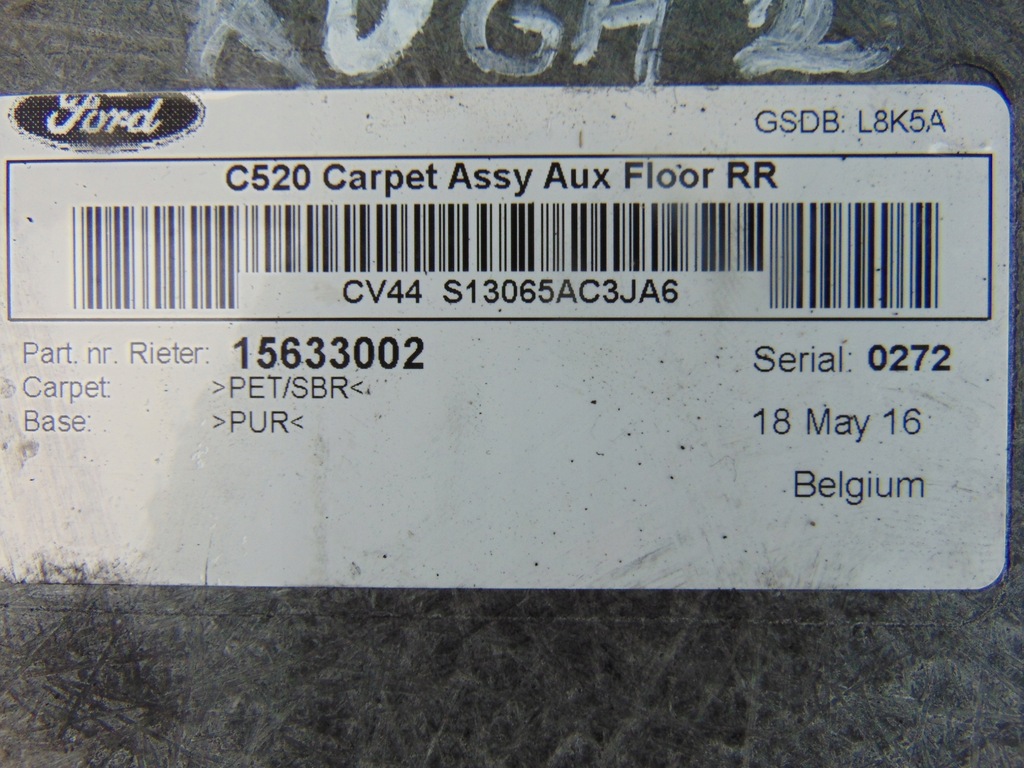 KUGA 2
Ford
GSDB: L8K5A
C520 Carpet Assy Aux Floor RR
CV44 S13065AC3JA6
Part. nr. Rieter: 15633002
Serial: 0272
Carpet: >PET/SBR<
Base: >PUR<
18 May 16
Belgium